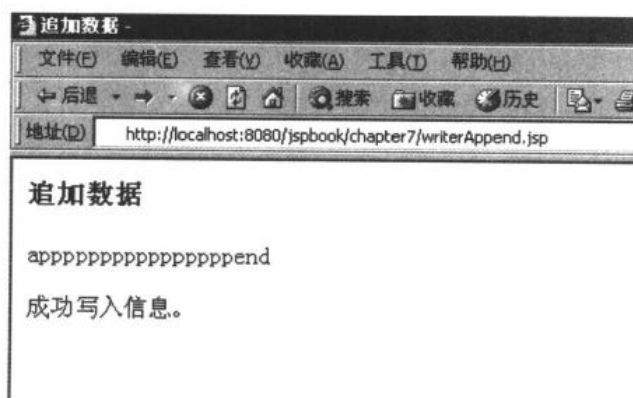 追加数据 -
文件(F) 编辑(E) 查看(V) 收藏(A) 工具(T) 帮助(H)
后退 搜索 收藏 历史
地址(D) http://localhost:8080/jspbook/chapter7/writerAppend.jsp
追加数据
apppppppppppppppppend
成功写入信息。